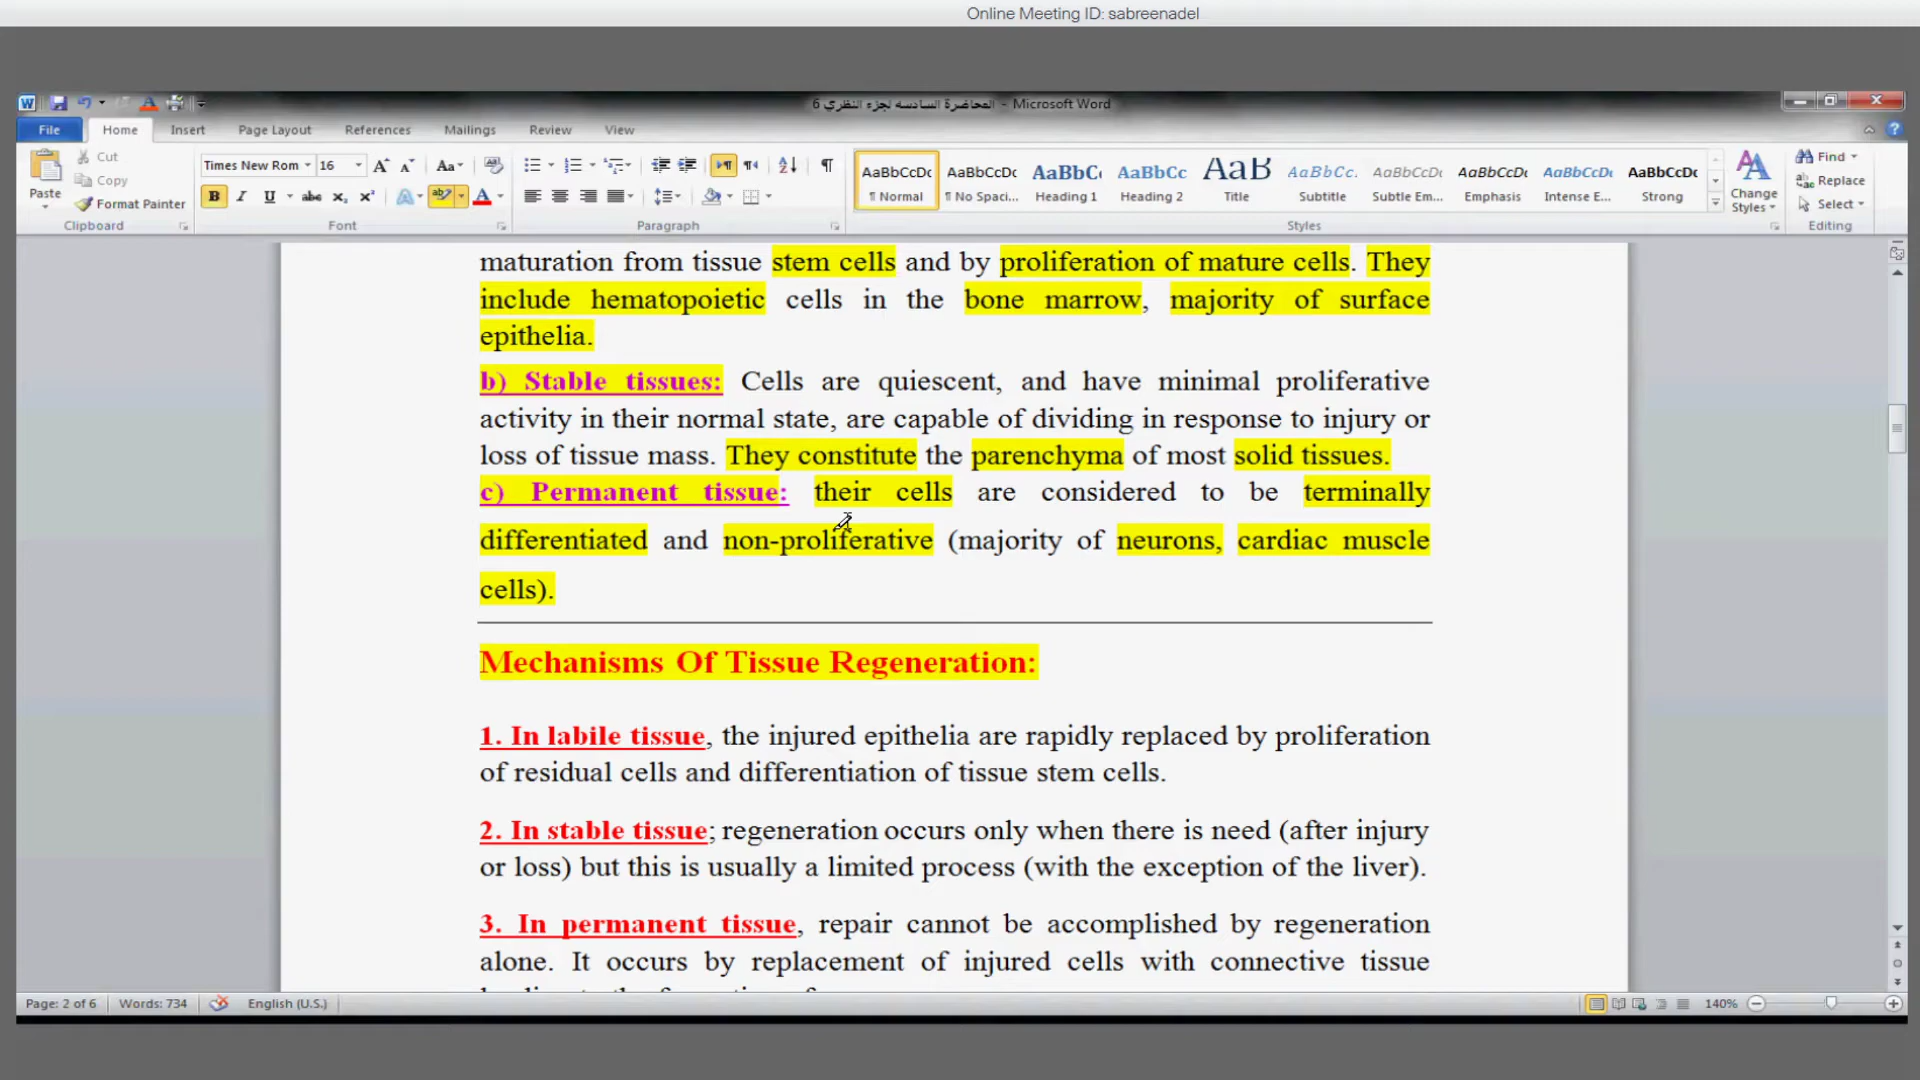 Online Meeting ID: sabreenadel
المحاضرة السادسه لجزء النظري 6 - Microsoft Word
File Home Insert Page Layout References Mailings Review View
Paste
Cut
Copy
Format Painter
Clipboard
Times New Rom 16
Font
Paragraph
AaBbCcDc AaBbCcDc AaBbC( AaBbCc AaB AaBbCc. AaBbCcDt AaBbCcDt AaBbCcDt AaBbCcDc
¶ Normal ¶ No Spaci... Heading 1 Heading 2 Title Subtitle Subtle Em... Emphasis Intense E... Strong
Change Styles
Styles
Find
Replace
Select
Editing
maturation from tissue stem cells and by proliferation of mature cells. They
include hematopoietic cells in the bone marrow, majority of surface
epithelia.
b) Stable tissues: Cells are quiescent, and have minimal proliferative
activity in their normal state, are capable of dividing in response to injury or
loss of tissue mass. They constitute the parenchyma of most solid tissues.
c) Permanent tissue: their cells are considered to be terminally
differentiated and non-proliferative (majority of neurons, cardiac muscle
cells).
Mechanisms Of Tissue Regeneration:
1. In labile tissue, the injured epithelia are rapidly replaced by proliferation
of residual cells and differentiation of tissue stem cells.
2. In stable tissue; regeneration occurs only when there is need (after injury
or loss) but this is usually a limited process (with the exception of the liver).
3. In permanent tissue, repair cannot be accomplished by regeneration
alone. It occurs by replacement of injured cells with connective tissue
Page: 2 of 6 Words: 734 English (U.S.) 140%